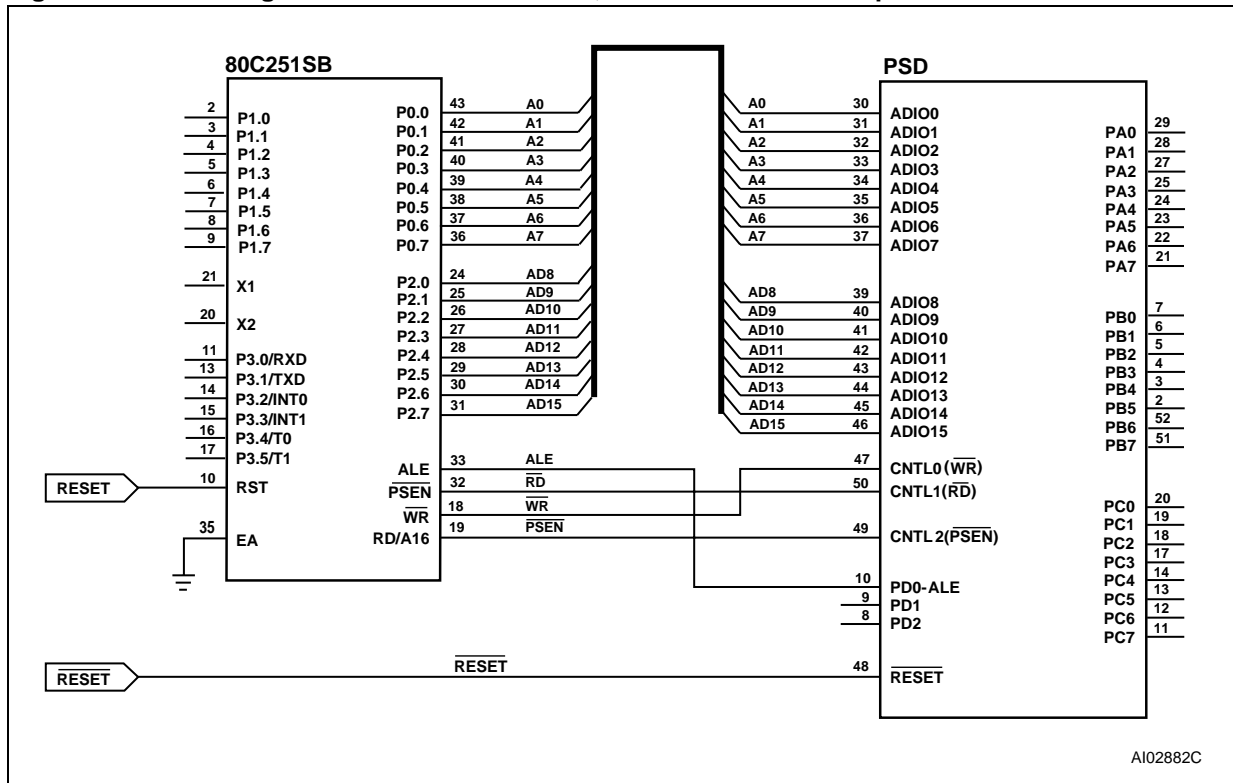 80C251SB
2 P1.0
3 P1.1
4 P1.2
5 P1.3
6 P1.4
7 P1.5
8 P1.6
9 P1.7
21 X1
20 X2
11 P3.0/RXD
13 P3.1/TXD
14 P3.2/INT0
15 P3.3/INT1
16 P3.4/T0
17 P3.5/T1
RESET 10 RST
35 EA
P0.0 43 A0
P0.1 42 A1
P0.2 41 A2
P0.3 40 A3
P0.4 39 A4
P0.5 38 A5
P0.6 37 A6
P0.7 36 A7
P2.0 24 AD8
P2.1 25 AD9
P2.2 26 AD10
P2.3 27 AD11
P2.4 28 AD12
P2.5 29 AD13
P2.6 30 AD14
P2.7 31 AD15
ALE 33 ALE
PSEN 32 RD
WR 18 WR
RD/A16 19 PSEN
PSD
A0 30 ADIO0
A1 31 ADIO1
A2 32 ADIO2
A3 33 ADIO3
A4 34 ADIO4
A5 35 ADIO5
A6 36 ADIO6
A7 37 ADIO7
AD8 39 ADIO8
AD9 40 ADIO9
AD10 41 ADIO10
AD11 42 ADIO11
AD12 43 ADIO12
AD13 44 ADIO13
AD14 45 ADIO14
AD15 46 ADIO15
47 CNTL0 (WR)
50 CNTL1(RD)
49 CNTL 2(PSEN)
10 PD0-ALE
9 PD1
8 PD2
RESET RESET 48 RESET
PA0 29
PA1 28
PA2 27
PA3 25
PA4 24
PA5 23
PA6 22
PA7 21
PB0 7
PB1 6
PB2 5
PB3 4
PB4 3
PB5 2
PB6 52
PB7 51
PC0 20
PC1 19
PC2 18
PC3 17
PC4 14
PC5 13
PC6 12
PC7 11
AI02882C